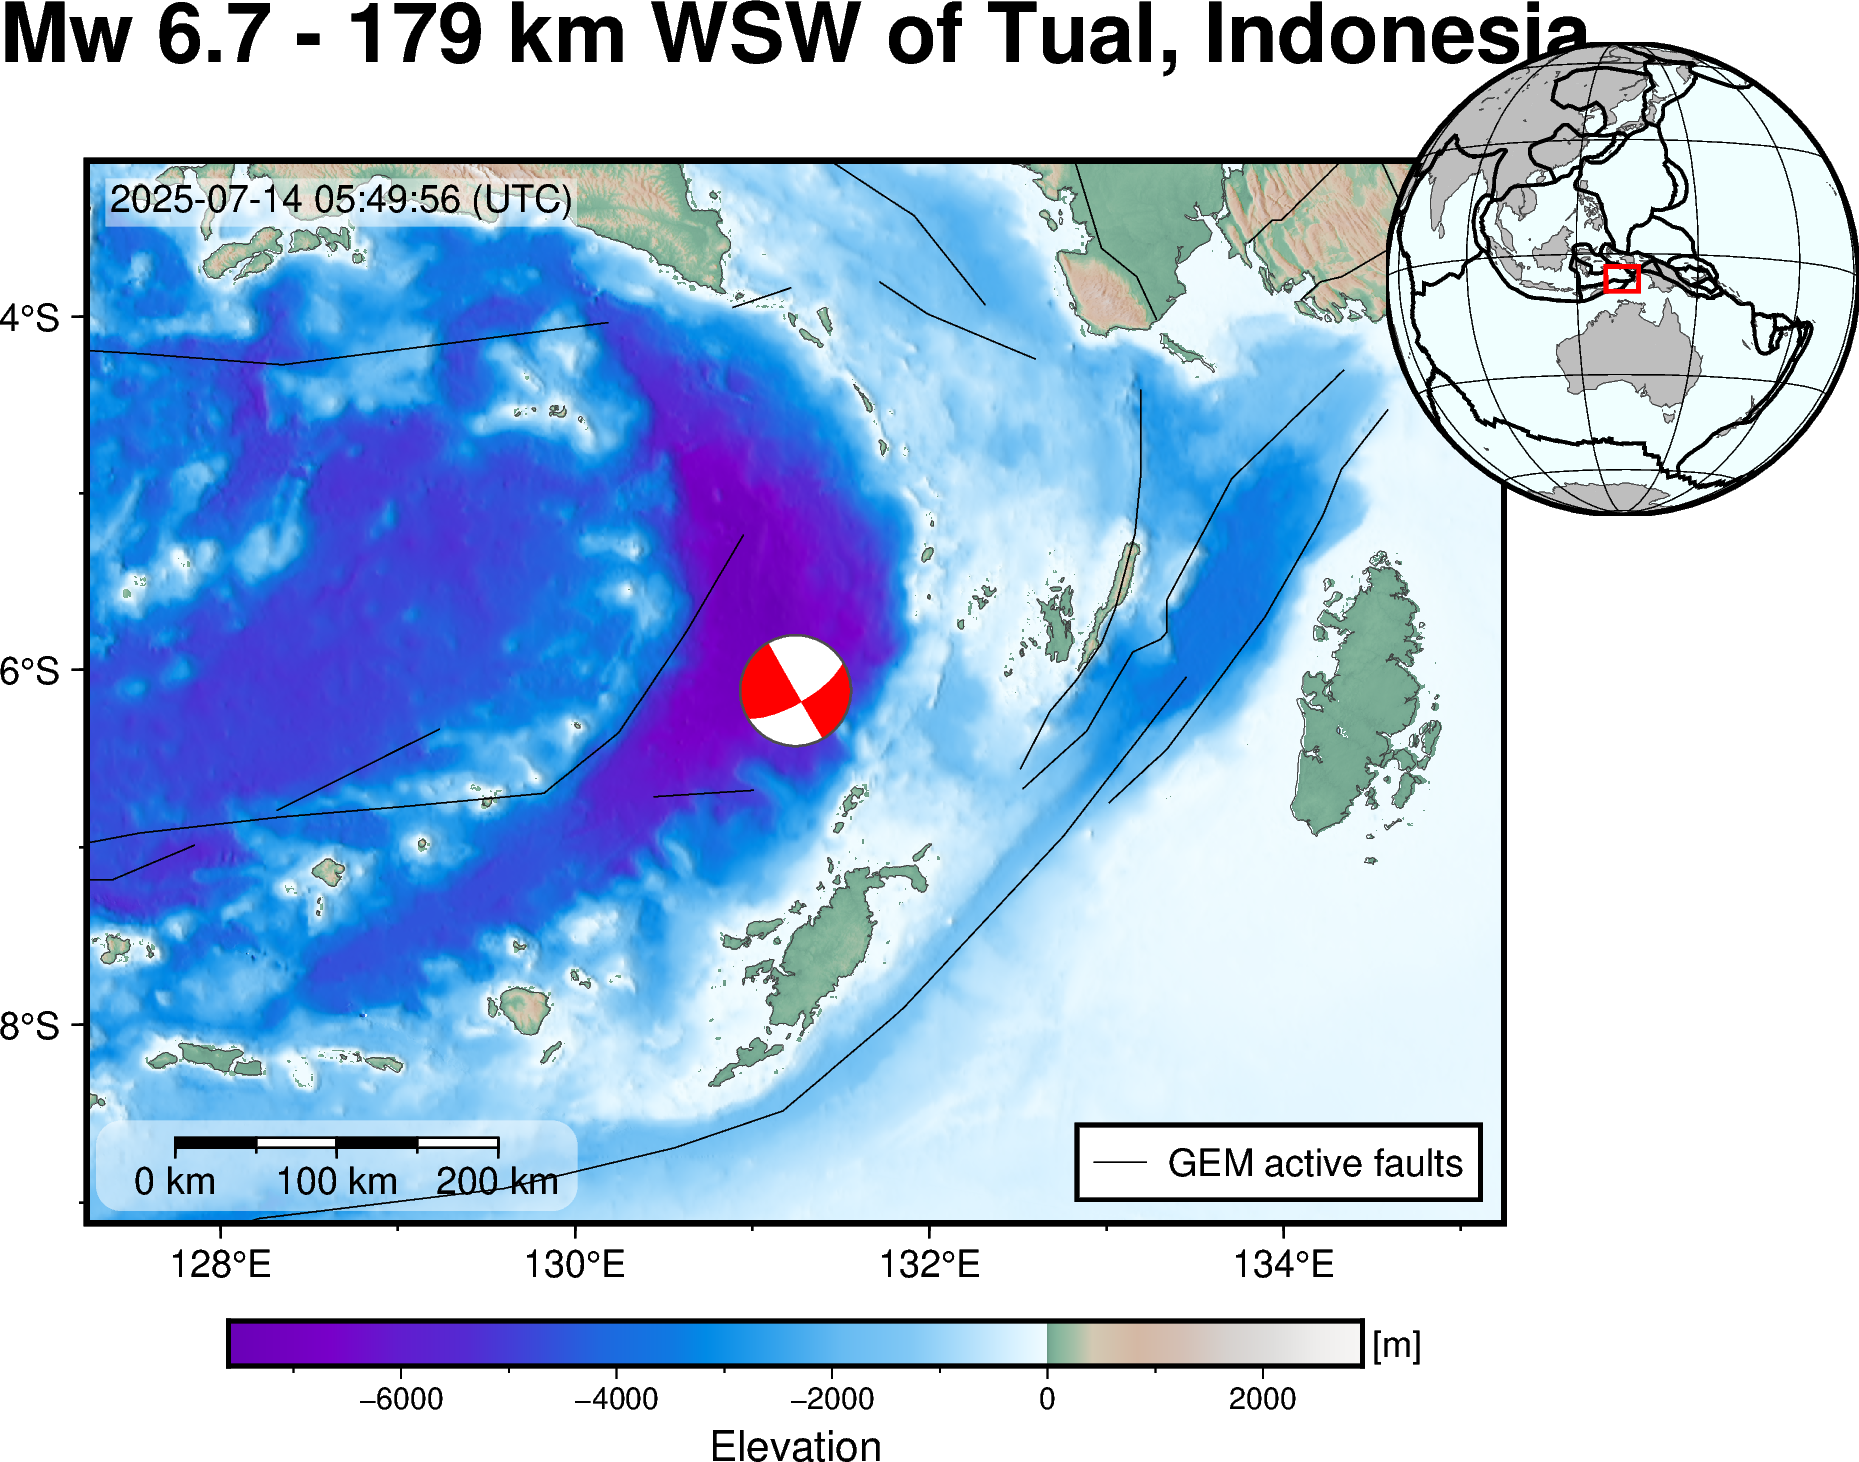 Mw 6.7 - 179 km WSW of Tual, Indonesia
2025-07-14 05:49:56 (UTC)
4°S
6°S
8°S
0 km 100 km 200 km
GEM active faults
128°E 130°E 132°E 134°E
[m]
−6000 −4000 −2000 0 2000
Elevation